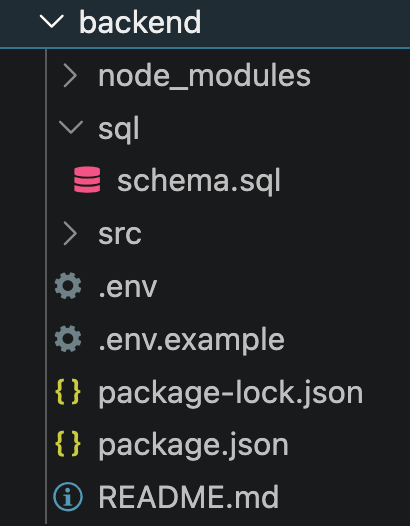 backend
node_modules
sql
schema.sql
src
.env
.env.example
{} package-lock.json
{} package.json
README.md